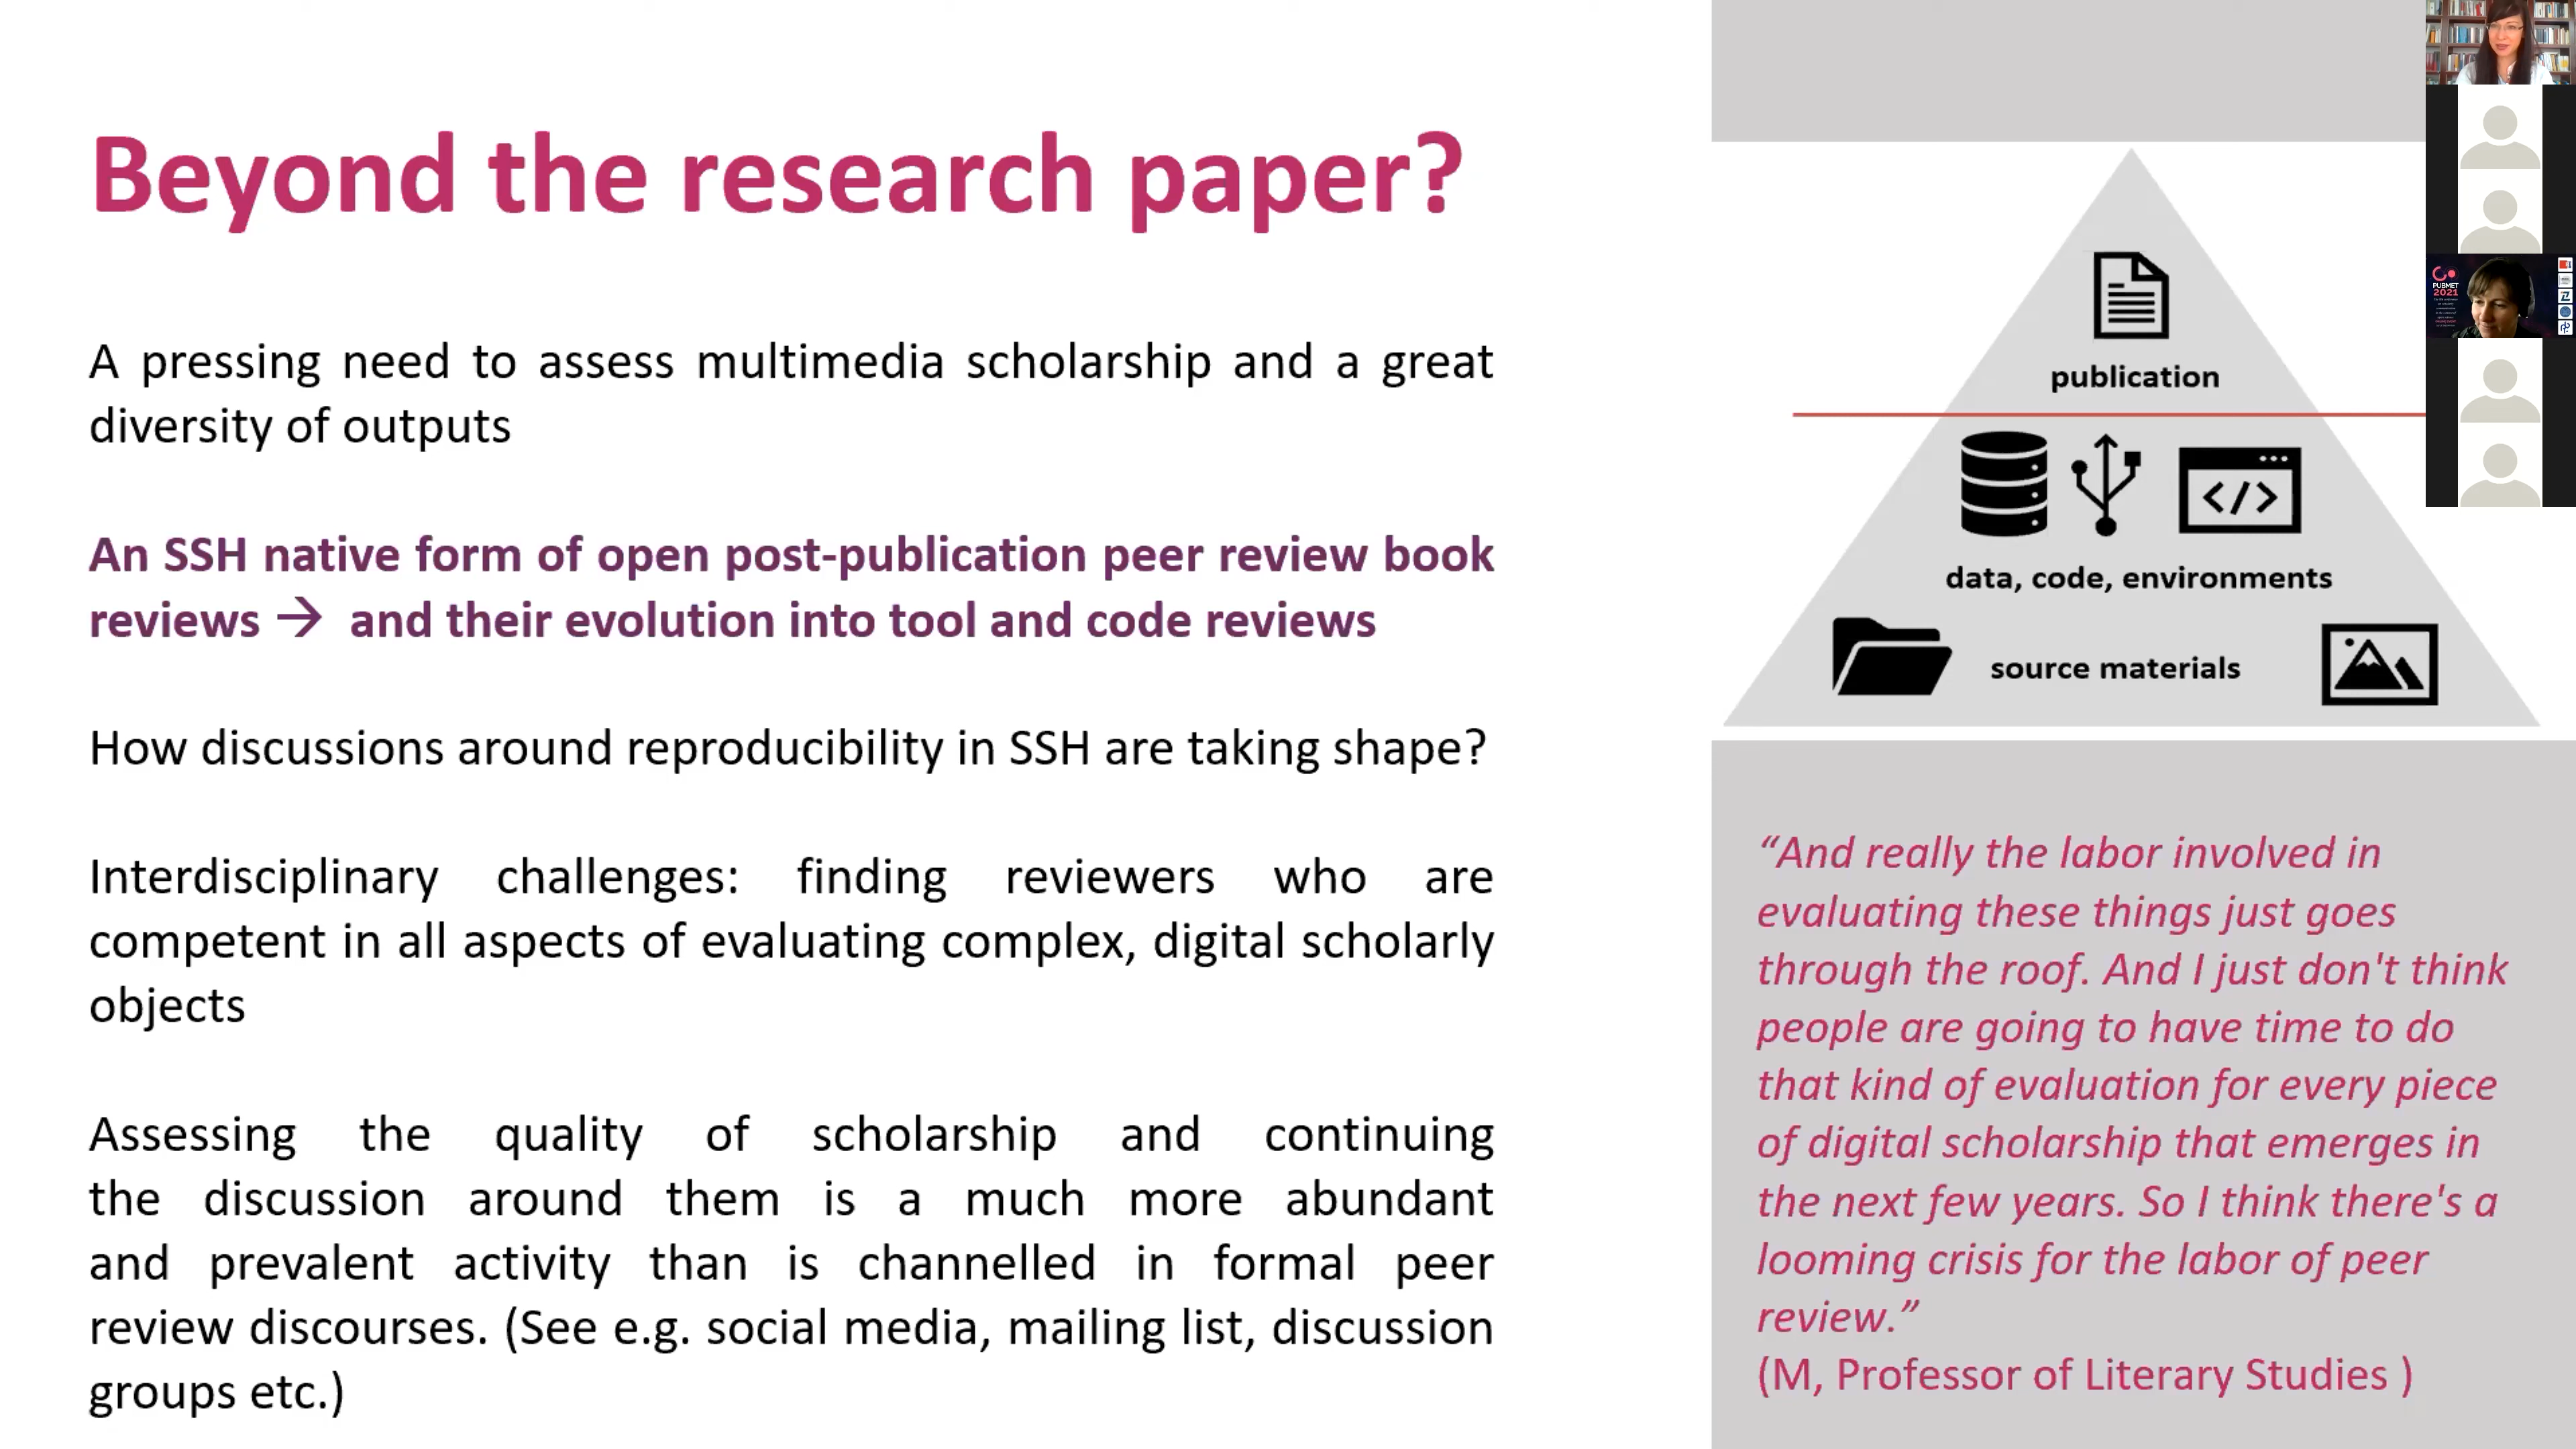 Beyond the research paper?
A pressing need to assess multimedia scholarship and a great
diversity of outputs
An SSH native form of open post-publication peer review book
reviews → and their evolution into tool and code reviews
How discussions around reproducibility in SSH are taking shape?
Interdisciplinary challenges: finding reviewers who are
competent in all aspects of evaluating complex, digital scholarly
objects
Assessing the quality of scholarship and continuing
the discussion around them is a much more abundant
and prevalent activity than is channelled in formal peer
review discourses. (See e.g. social media, mailing list, discussion
groups etc.)
publication
</>
data, code, environments
source materials
“And really the labor involved in
evaluating these things just goes
through the roof. And I just don't think
people are going to have time to do
that kind of evaluation for every piece
of digital scholarship that emerges in
the next few years. So I think there's a
looming crisis for the labor of peer
review.”
(M, Professor of Literary Studies )
PUBMET
2021